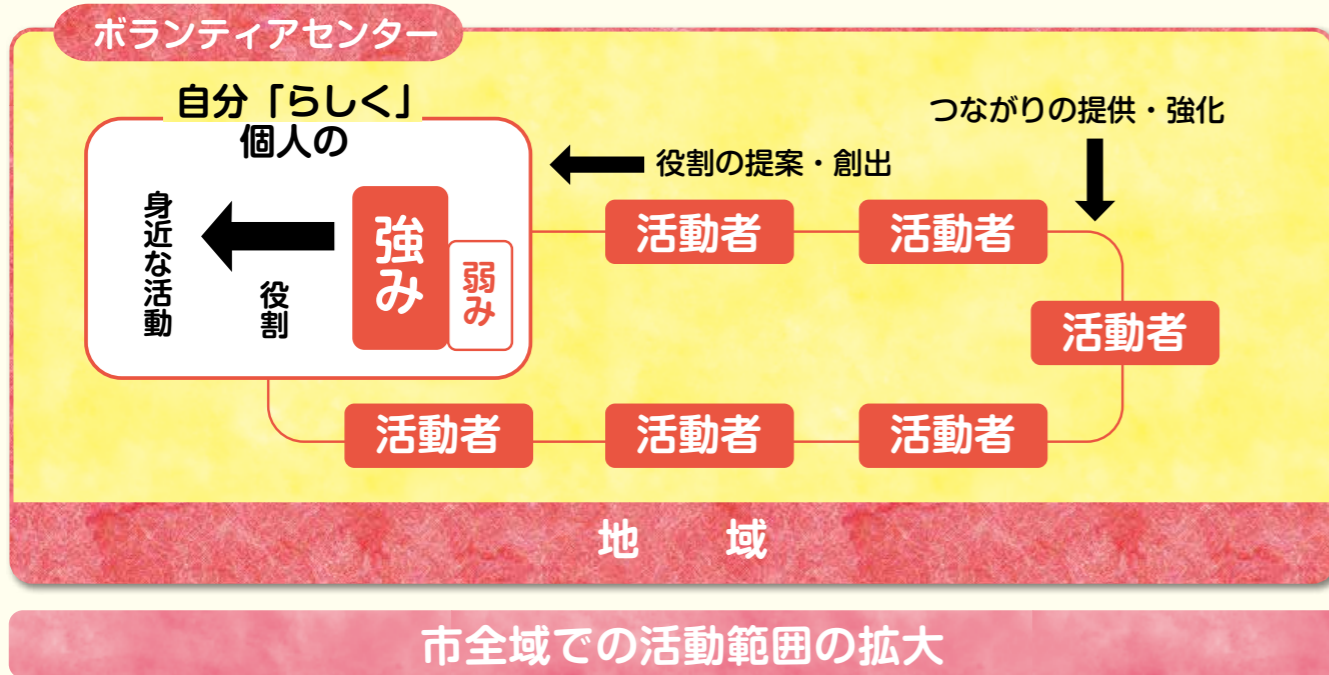 ボランティアセンター
自分「らしく」
個人の
つながりの提供・強化
役割の提案・創出
身近な活動
役割
強み
弱み
活動者
活動者
活動者
活動者
活動者
活動者
地　域
市全域での活動範囲の拡大